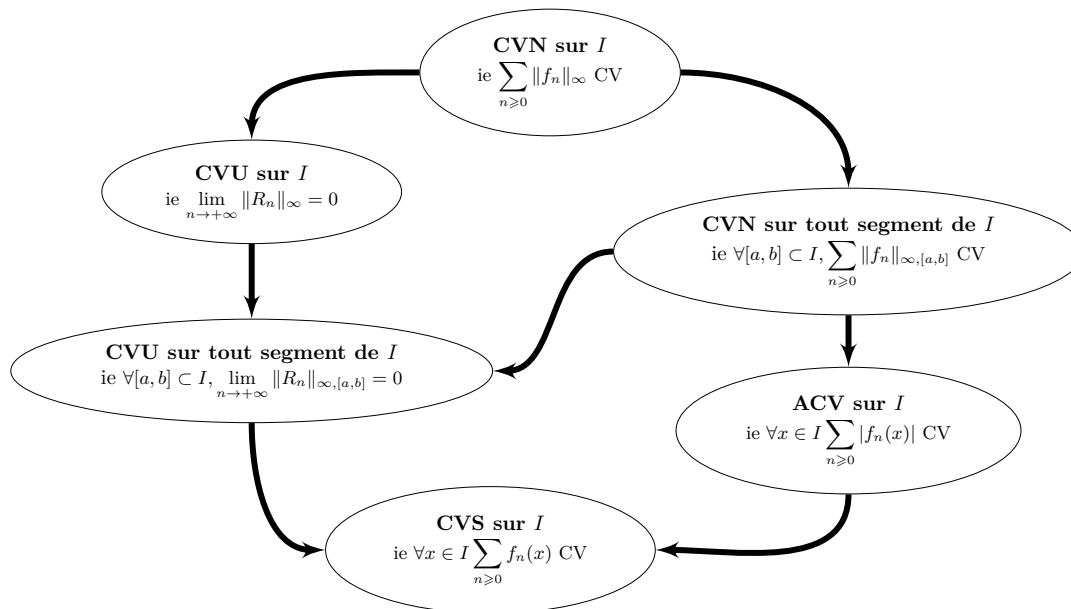 CVN sur I
ie ∑_{n⩾0} ‖f_n‖_∞ CV
CVU sur I
ie lim_{n→+∞} ‖R_n‖_∞ = 0
CVN sur tout segment de I
ie ∀[a, b] ⊂ I, ∑_{n⩾0} ‖f_n‖_{∞,[a,b]} CV
CVU sur tout segment de I
ie ∀[a, b] ⊂ I, lim_{n→+∞} ‖R_n‖_{∞,[a,b]} = 0
ACV sur I
ie ∀x ∈ I ∑_{n⩾0} |f_n(x)| CV
CVS sur I
ie ∀x ∈ I ∑_{n⩾0} f_n(x) CV